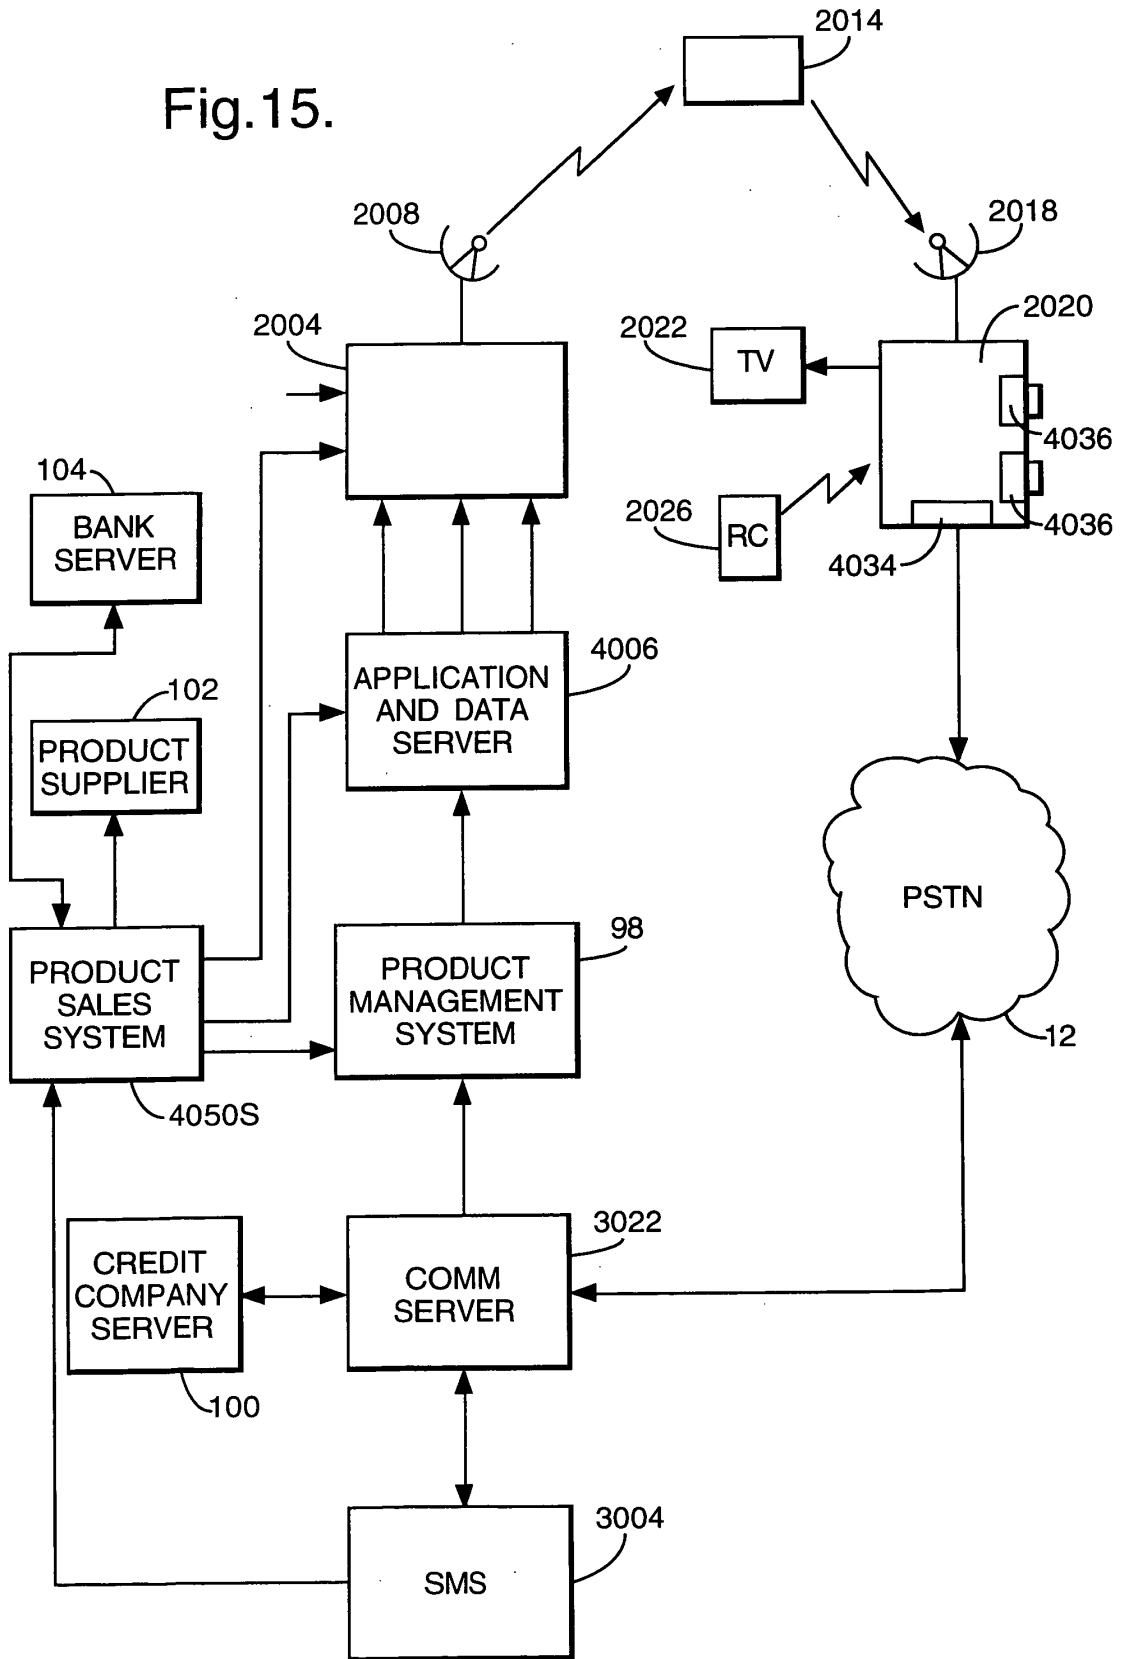 2014
Fig.15.
2008
2018
2004
2022
TV
2020
4036
104
BANK
SERVER
2026
RC
4036
4034
4006
APPLICATION
AND DATA
SERVER
102
PRODUCT
SUPPLIER
PSTN
98
PRODUCT
MANAGEMENT
SYSTEM
PRODUCT
SALES
SYSTEM
12
4050S
3022
CREDIT
COMPANY
SERVER
COMM
SERVER
100
3004
SMS